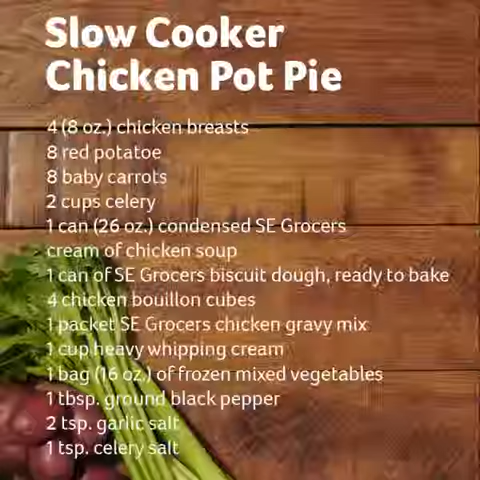 Slow Cooker
Chicken Pot Pie
4 (8 oz.) chicken breasts
8 red potatoe
8 baby carrots
2 cups celery
1 can (26 oz.) condensed SE Grocers
cream of chicken soup
1 can of SE Grocers biscuit dough, ready to bake
4 chicken bouillon cubes
1 packet SE Grocers chicken gravy mix
1 cup heavy whipping cream
1 bag (16 oz.) of frozen mixed vegetables
1 tbsp. ground black pepper
2 tsp. garlic salt
1 tsp. celery salt